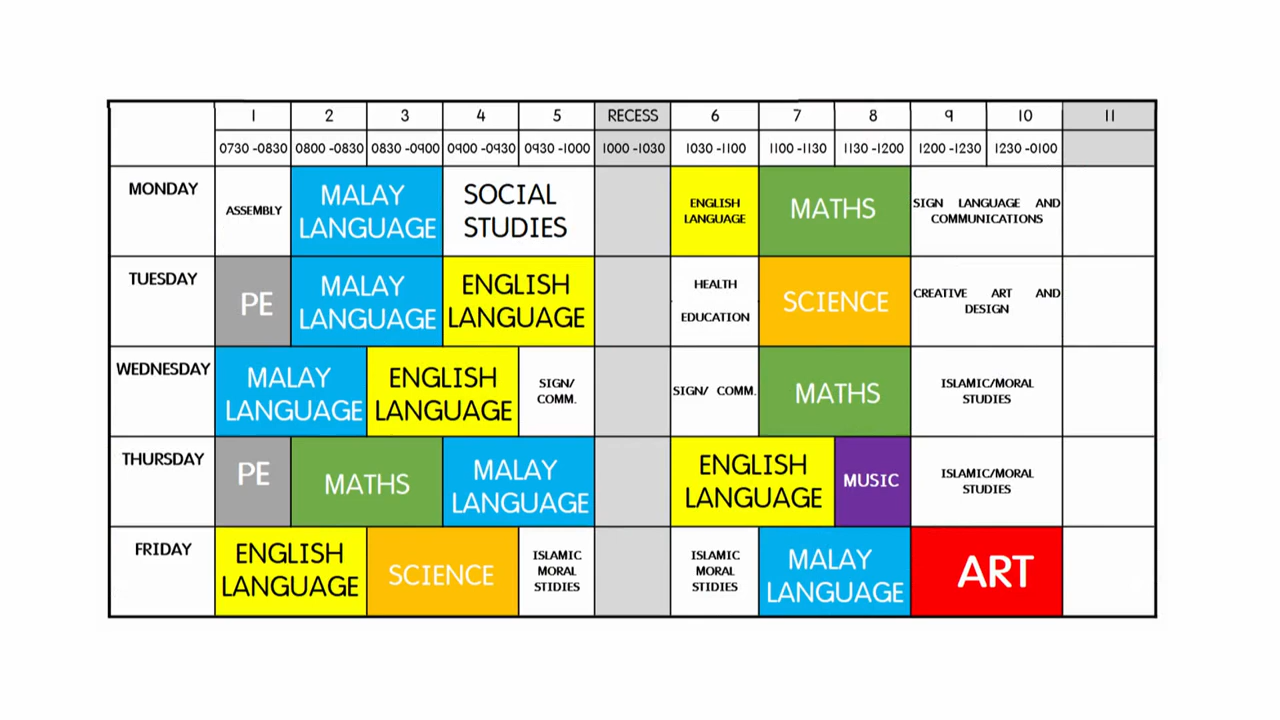 1 2 3 4 5 RECESS 6 7 8 9 10 11
0730 -0830 0800 -0830 0830 -0900 0900 -0930 0930 -1000 1000 -1030 1030 -1100 1100 -1130 1130 -1200 1200 -1230 1230 -0100
MONDAY
ASSEMBLY
MALAY
LANGUAGE
SOCIAL
STUDIES
ENGLISH
LANGUAGE
MATHS
SIGN LANGUAGE AND
COMMUNICATIONS
TUESDAY
PE
MALAY
LANGUAGE
ENGLISH
LANGUAGE
HEALTH
EDUCATION
SCIENCE
CREATIVE ART AND
DESIGN
WEDNESDAY
MALAY
LANGUAGE
ENGLISH
LANGUAGE
SIGN/
COMM.
SIGN/ COMM.
MATHS
ISLAMIC/MORAL
STUDIES
THURSDAY
PE
MATHS
MALAY
LANGUAGE
ENGLISH
LANGUAGE
MUSIC
ISLAMIC/MORAL
STUDIES
FRIDAY
ENGLISH
LANGUAGE
SCIENCE
ISLAMIC
MORAL
STIDIES
ISLAMIC
MORAL
STIDIES
MALAY
LANGUAGE
ART